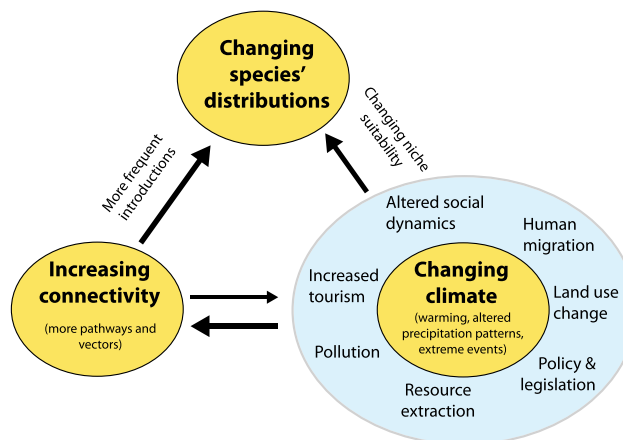 Changing
species’
distributions
More frequent
introductions
Changing niche
suitability
Increasing
connectivity
(more pathways and
vectors)
Altered social
dynamics
Human
migration
Increased
tourism
Changing
climate
(warming, altered
precipitation patterns,
extreme events)
Land use
change
Pollution
Policy &
legislation
Resource
extraction